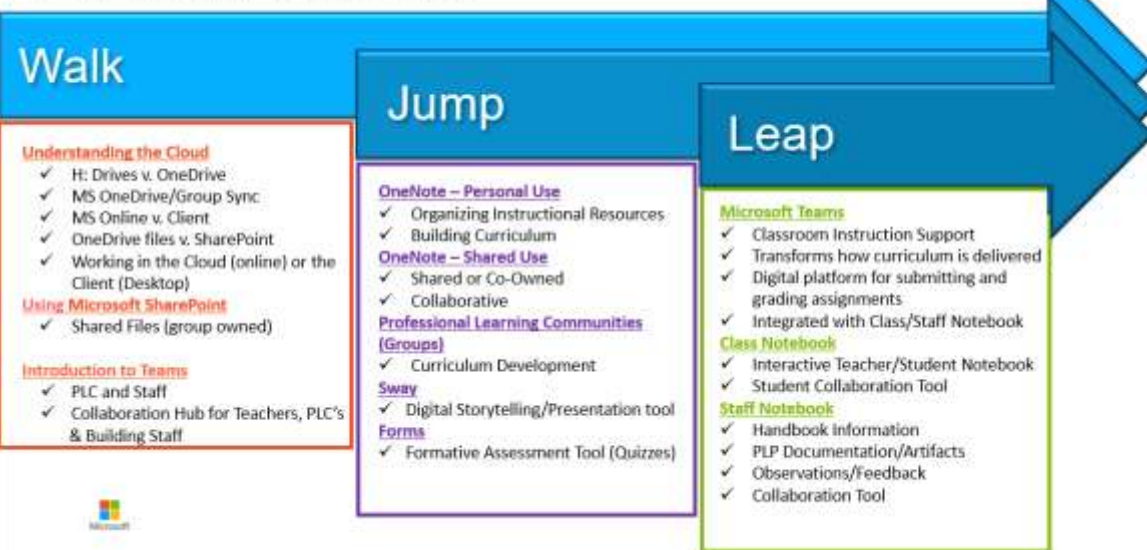 Walk
Understanding the Cloud
✓ H: Drives v. OneDrive
✓ MS OneDrive/Group Sync
✓ MS Online v. Client
✓ OneDrive files v. SharePoint
✓ Working in the Cloud (online) or the
Client (Desktop)
Using Microsoft SharePoint
✓ Shared Files (group owned)
Introduction to Teams
✓ PLC and Staff
✓ Collaboration Hub for Teachers, PLC's
& Building Staff
Jump
OneNote – Personal Use
✓ Organizing Instructional Resources
✓ Building Curriculum
OneNote – Shared Use
✓ Shared or Co-Owned
✓ Collaborative
Professional Learning Communities
(Groups)
✓ Curriculum Development
Sway
✓ Digital Storytelling/Presentation tool
Forms
✓ Formative Assessment Tool (Quizzes)
Leap
Microsoft Teams
✓ Classroom Instruction Support
✓ Transforms how curriculum is delivered
✓ Digital platform for submitting and
grading assignments
✓ Integrated with Class/Staff Notebook
Class Notebook
✓ Interactive Teacher/Student Notebook
✓ Student Collaboration Tool
Staff Notebook
✓ Handbook Information
✓ PLP Documentation/Artifacts
✓ Observations/Feedback
✓ Collaboration Tool
Microsoft